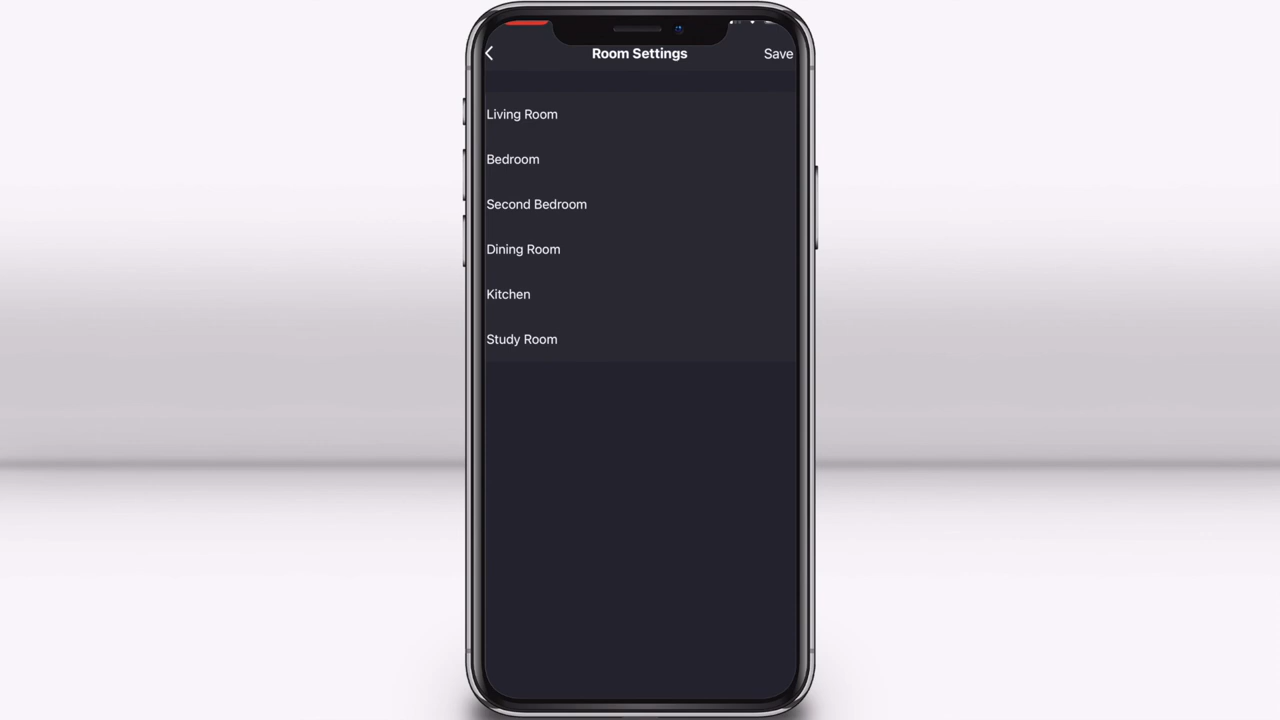 Room Settings
Save
Living Room
Bedroom
Second Bedroom
Dining Room
Kitchen
Study Room